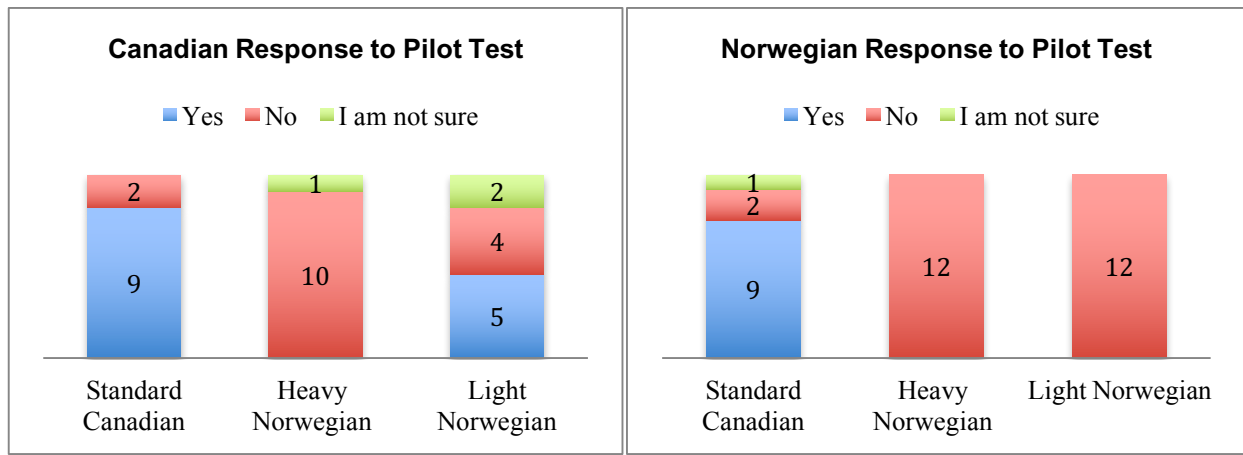 Canadian Response to Pilot Test
Yes No I am not sure
2
9
1
10
2
4
5
Standard
Canadian
Heavy
Norwegian
Light
Norwegian
Norwegian Response to Pilot Test
Yes No I am not sure
1
2
9
12
12
Standard
Canadian
Heavy
Norwegian
Light Norwegian